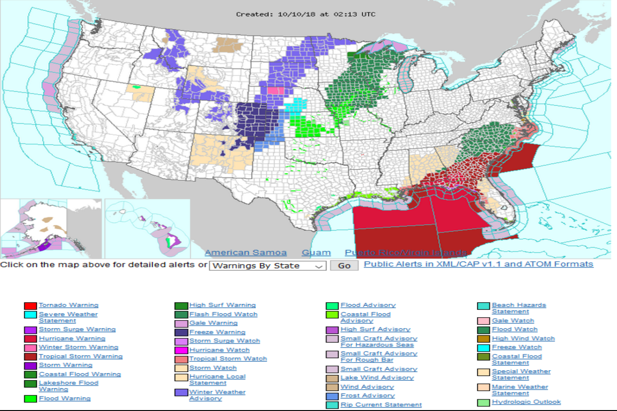 Created: 10/10/18 at 02:13 UTC
American Samoa Guam
Click on the map above for detailed alerts or Warnings By State Go Public Alerts in XML/CAP v1.1 and ATOM Formats
Tornado Warning
Severe Weather
Statement
Storm Surge Warning
Hurricane Warning
Winter Storm Warning
Tropical Storm Warning
Storm Warning
Coastal Flood Warning
Lakeshore Flood
Warning
Flood Warning
High Surf Warning
Flash Flood Watch
Gale Warning
Freeze Warning
Storm Surge Watch
Hurricane Watch
Tropical Storm Watch
Storm Watch
Hurricane Local
Statement
Winter Weather
Advisory
Flood Advisory
Coastal Flood
Advisory
High Surf Advisory
Small Craft Advisory
For Hazardous Seas
Small Craft Advisory
For Rough Bar
Small Craft Advisory
Lake Wind Advisory
Wind Advisory
Frost Advisory
Rip Current Statement
Beach Hazards
Statement
Gale Watch
Flood Watch
High Wind Watch
Freeze Watch
Coastal Flood
Statement
Special Weather
Statement
Marine Weather
Statement
Hydrologic Outlook